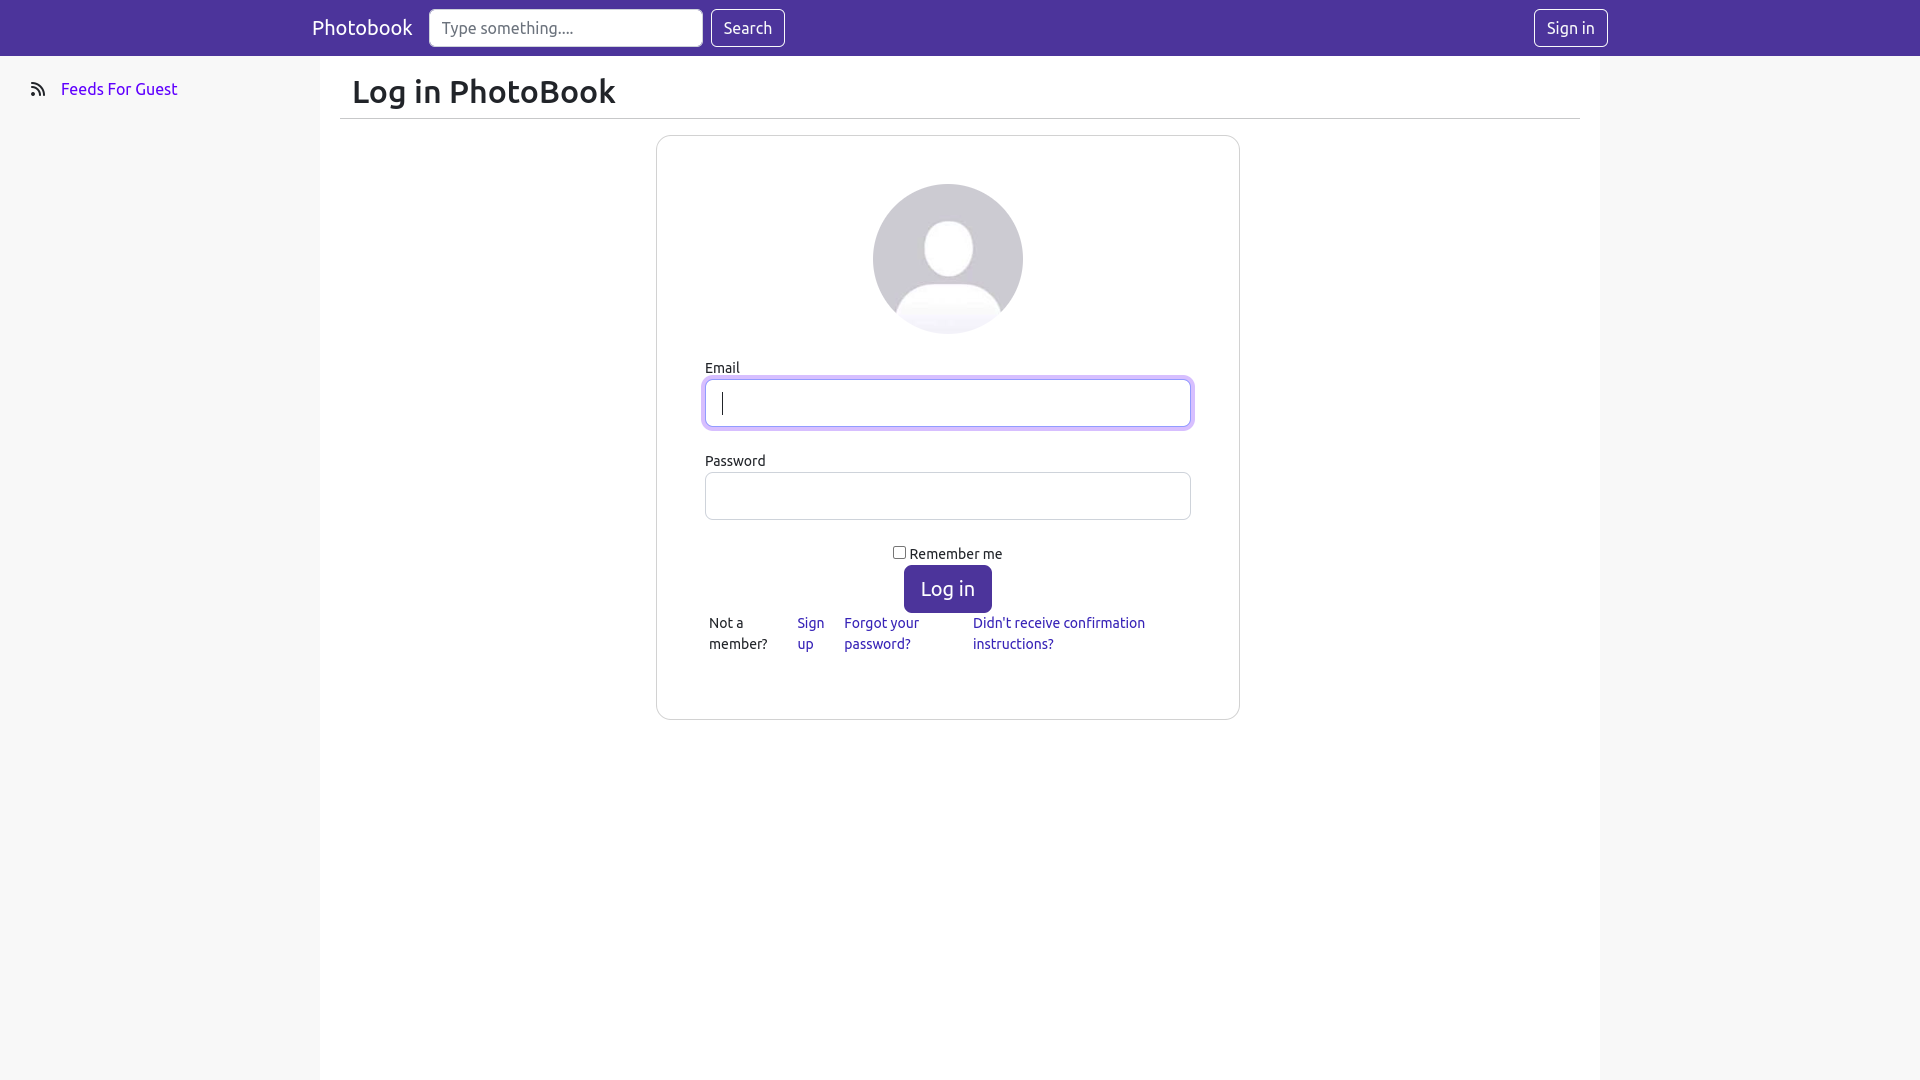 Photobook
Type something....
Search
Sign in
Feeds For Guest
Log in PhotoBook
Email
Password
Remember me
Log in
Not a
member?
Sign
up
Forgot your
password?
Didn't receive confirmation
instructions?